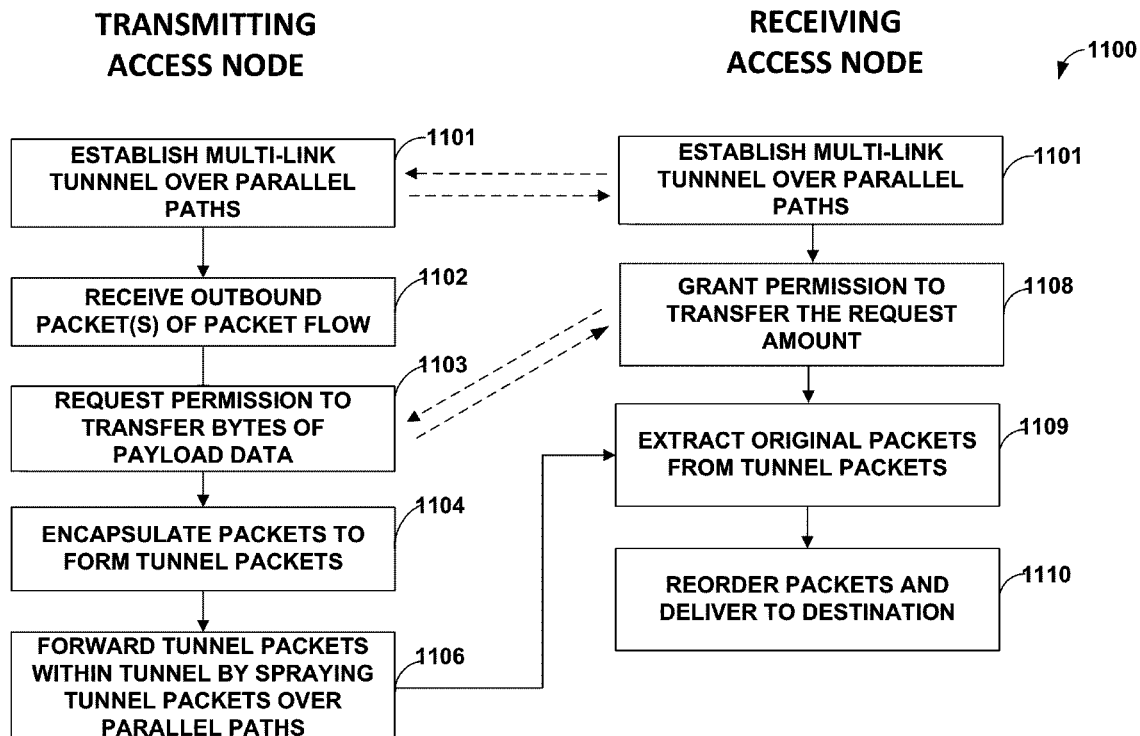 TRANSMITTING
ACCESS NODE
RECEIVING
ACCESS NODE
1100
1101
ESTABLISH MULTI-LINK
TUNNNEL OVER PARALLEL
PATHS
1102
RECEIVE OUTBOUND
PACKET(S) OF PACKET FLOW
1103
REQUEST PERMISSION TO
TRANSFER BYTES OF
PAYLOAD DATA
1104
ENCAPSULATE PACKETS TO
FORM TUNNEL PACKETS
1106
FORWARD TUNNEL PACKETS
WITHIN TUNNEL BY SPRAYING
TUNNEL PACKETS OVER
PARALLEL PATHS
1101
ESTABLISH MULTI-LINK
TUNNNEL OVER PARALLEL
PATHS
1108
GRANT PERMISSION TO
TRANSFER THE REQUEST
AMOUNT
1109
EXTRACT ORIGINAL PACKETS
FROM TUNNEL PACKETS
1110
REORDER PACKETS AND
DELIVER TO DESTINATION